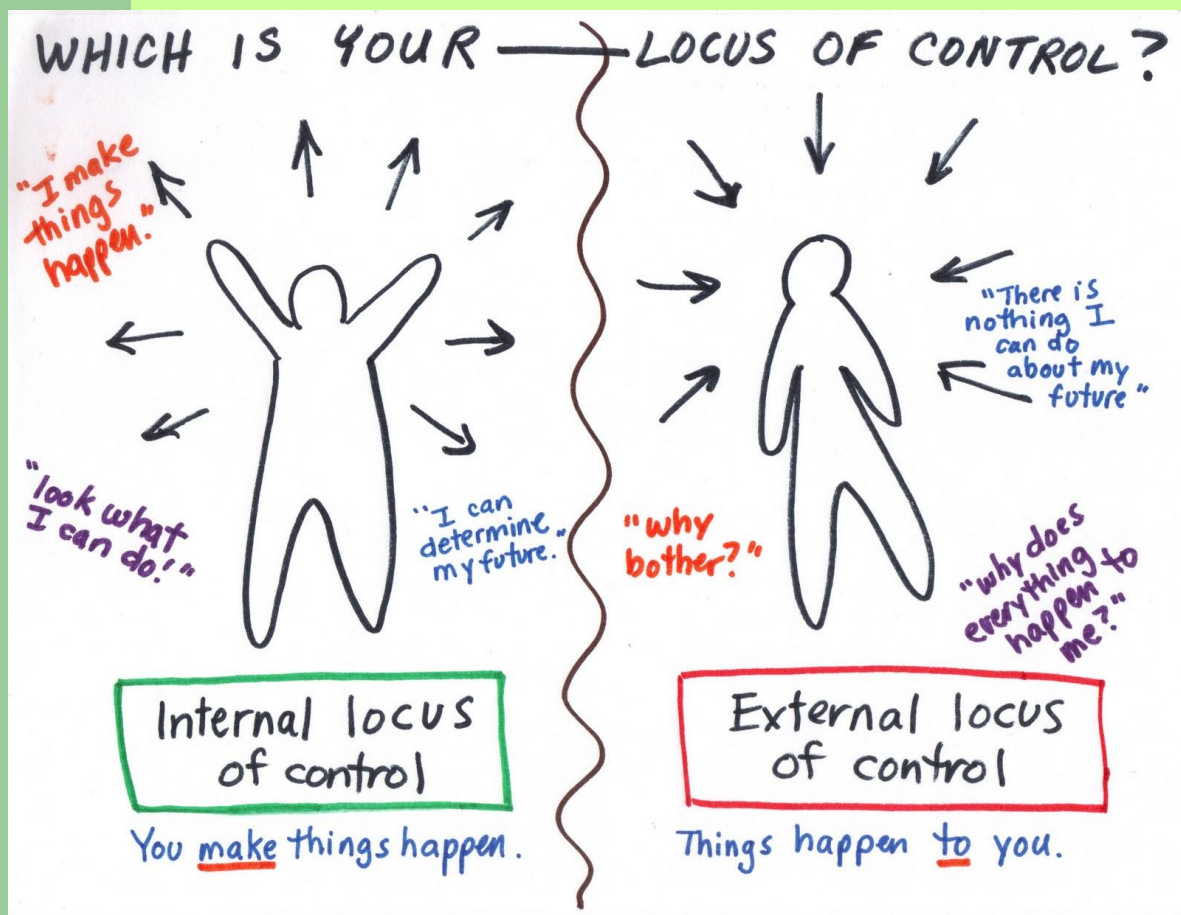 WHICH IS YOUR — LOCUS OF CONTROL?
"I make
things
happen."
"look what
I can do!"
"I can
determine
my future."
Internal locus
of control
You make things happen.
"There is
nothing I
can do
about my
future"
"why
bother?"
"why does
everything
happen to
me?"
External locus
of control
Things happen to you.